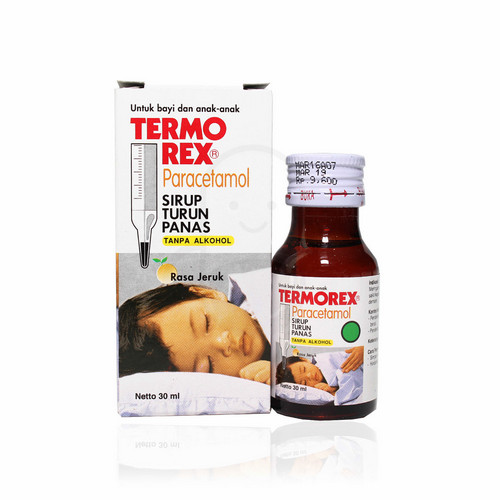 Untuk bayi dan anak-anak
TERMO
REX®
Paracetamol
SIRUP
TURUN
PANAS
TANPA ALKOHOL
Rasa Jeruk
Netto 30 ml
MAR16A07
MAR 19
Rp.9,600
BUKA
Untuk bayi dan anak-anak
TERMOREX®
Paracetamol
SIRUP
TURUN
PANAS
TANPA ALKOHOL
Rasa Jeruk
Netto 30 ml